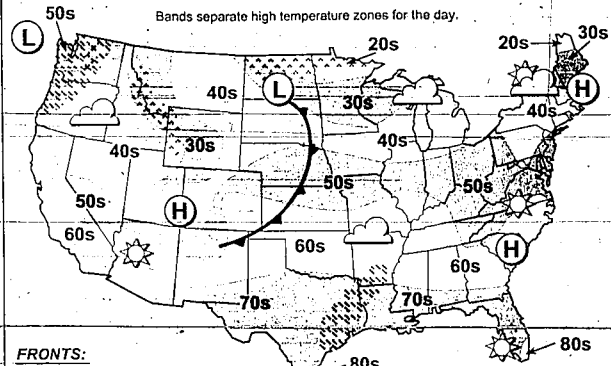 Bands separate high temperature zones for the day.
50s
L
20s
20s
30s
40s
L
30s
H
40s
40s
30s
40s
50s
50s
50s
H
60s
60s
H
60s
70s
70s
80s
80s
FRONTS: